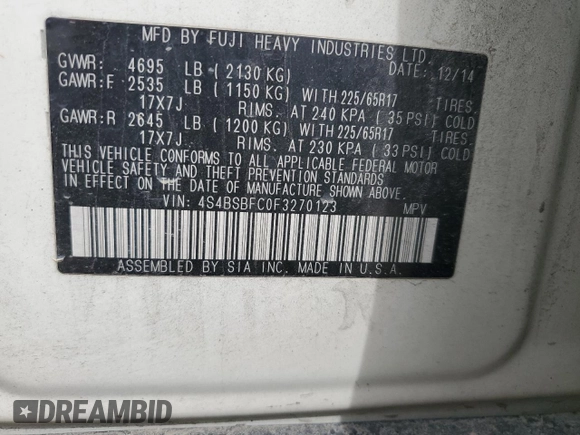 MFD BY FUJI HEAVY INDUSTRIES LTD.
GVWR: 4695 LB ( 2130 KG) DATE: 12/14
GAWR:F 2535 LB ( 1150 KG) WITH 225/65R17 TIRES.
17X7J RIMS. AT 240 KPA ( 35 PSI) COLD
GAWR:R 2645 LB ( 1200 KG) WITH 225/65R17 TIRES.
17X7J RIMS. AT 230 KPA ( 33 PSI) COLD
THIS VEHICLE CONFORMS TO ALL APPLICABLE FEDERAL MOTOR
VEHICLE SAFETY AND THEFT PREVENTION STANDARDS
IN EFFECT ON THE DATE OF MANUFACTURE SHOWN ABOVE.
VIN: 4S4BSBFC0F3270123 MPV
ASSEMBLED BY SIA INC. MADE IN U.S.A.
DREAMBID